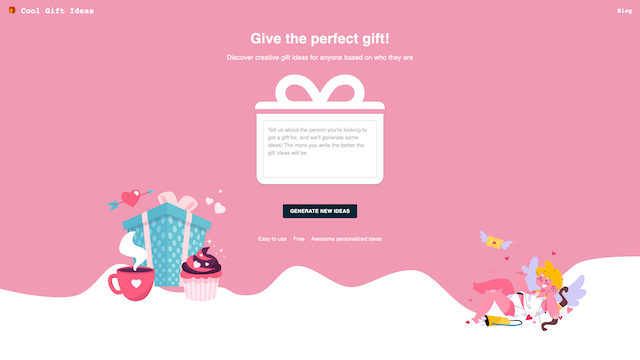 Cool Gift Ideas
Blog
Give the perfect gift!
Discover creative gift ideas for anyone based on who they are
Tell us about the person you're looking to
get a gift for, and we'll generate some
ideas! The more you write the better the
gift ideas will be.
GENERATE NEW IDEAS
Easy to use Free Awesome personalized ideas